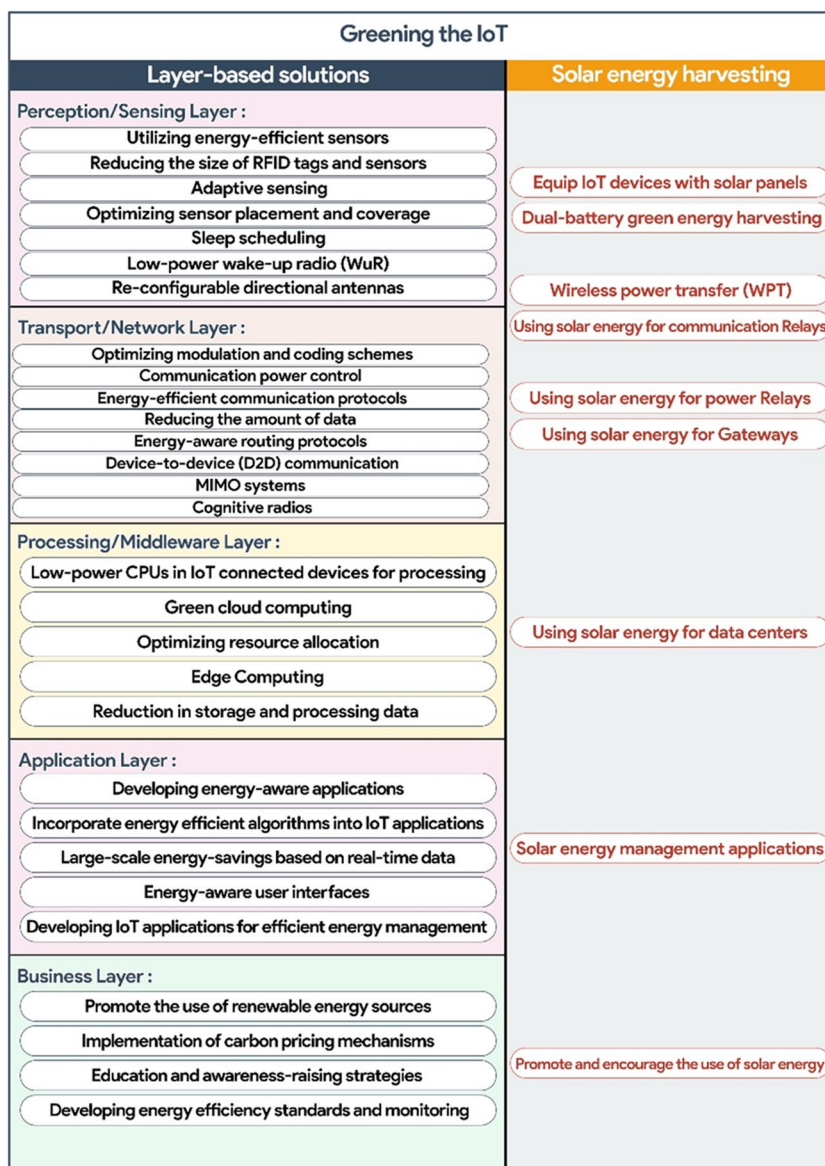 Greening the IoT
Layer-based solutions
Solar energy harvesting
Perception/Sensing Layer :
Utilizing energy-efficient sensors
Reducing the size of RFID tags and sensors
Adaptive sensing
Optimizing sensor placement and coverage
Sleep scheduling
Low-power wake-up radio (WuR)
Re-configurable directional antennas
Equip IoT devices with solar panels
Dual-battery green energy harvesting
Wireless power transfer (WPT)
Transport/Network Layer :
Optimizing modulation and coding schemes
Communication power control
Energy-efficient communication protocols
Reducing the amount of data
Energy-aware routing protocols
Device-to-device (D2D) communication
MIMO systems
Cognitive radios
Using solar energy for communication Relays
Using solar energy for power Relays
Using solar energy for Gateways
Processing/Middleware Layer :
Low-power CPUs in IoT connected devices for processing
Green cloud computing
Optimizing resource allocation
Edge Computing
Reduction in storage and processing data
Using solar energy for data centers
Application Layer :
Developing energy-aware applications
Incorporate energy efficient algorithms into IoT applications
Large-scale energy-savings based on real-time data
Energy-aware user interfaces
Developing IoT applications for efficient energy management
Solar energy management applications
Business Layer :
Promote the use of renewable energy sources
Implementation of carbon pricing mechanisms
Education and awareness-raising strategies
Developing energy efficiency standards and monitoring
Promote and encourage the use of solar energy